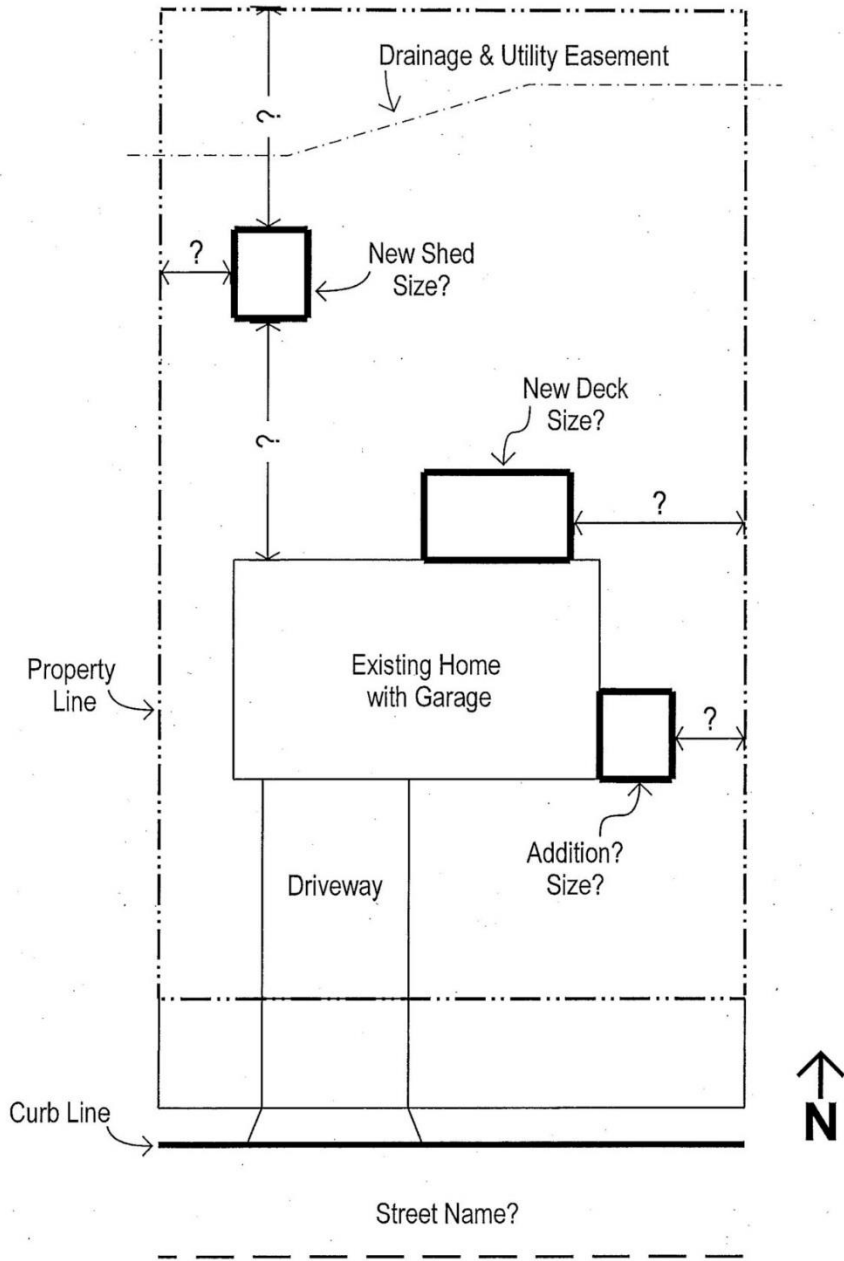 Drainage & Utility Easement
?
?
New Shed
Size?
New Deck
Size?
?
?
Existing Home
with Garage
Property
Line
?
Addition?
Size?
Driveway
N
Curb Line
Street Name?